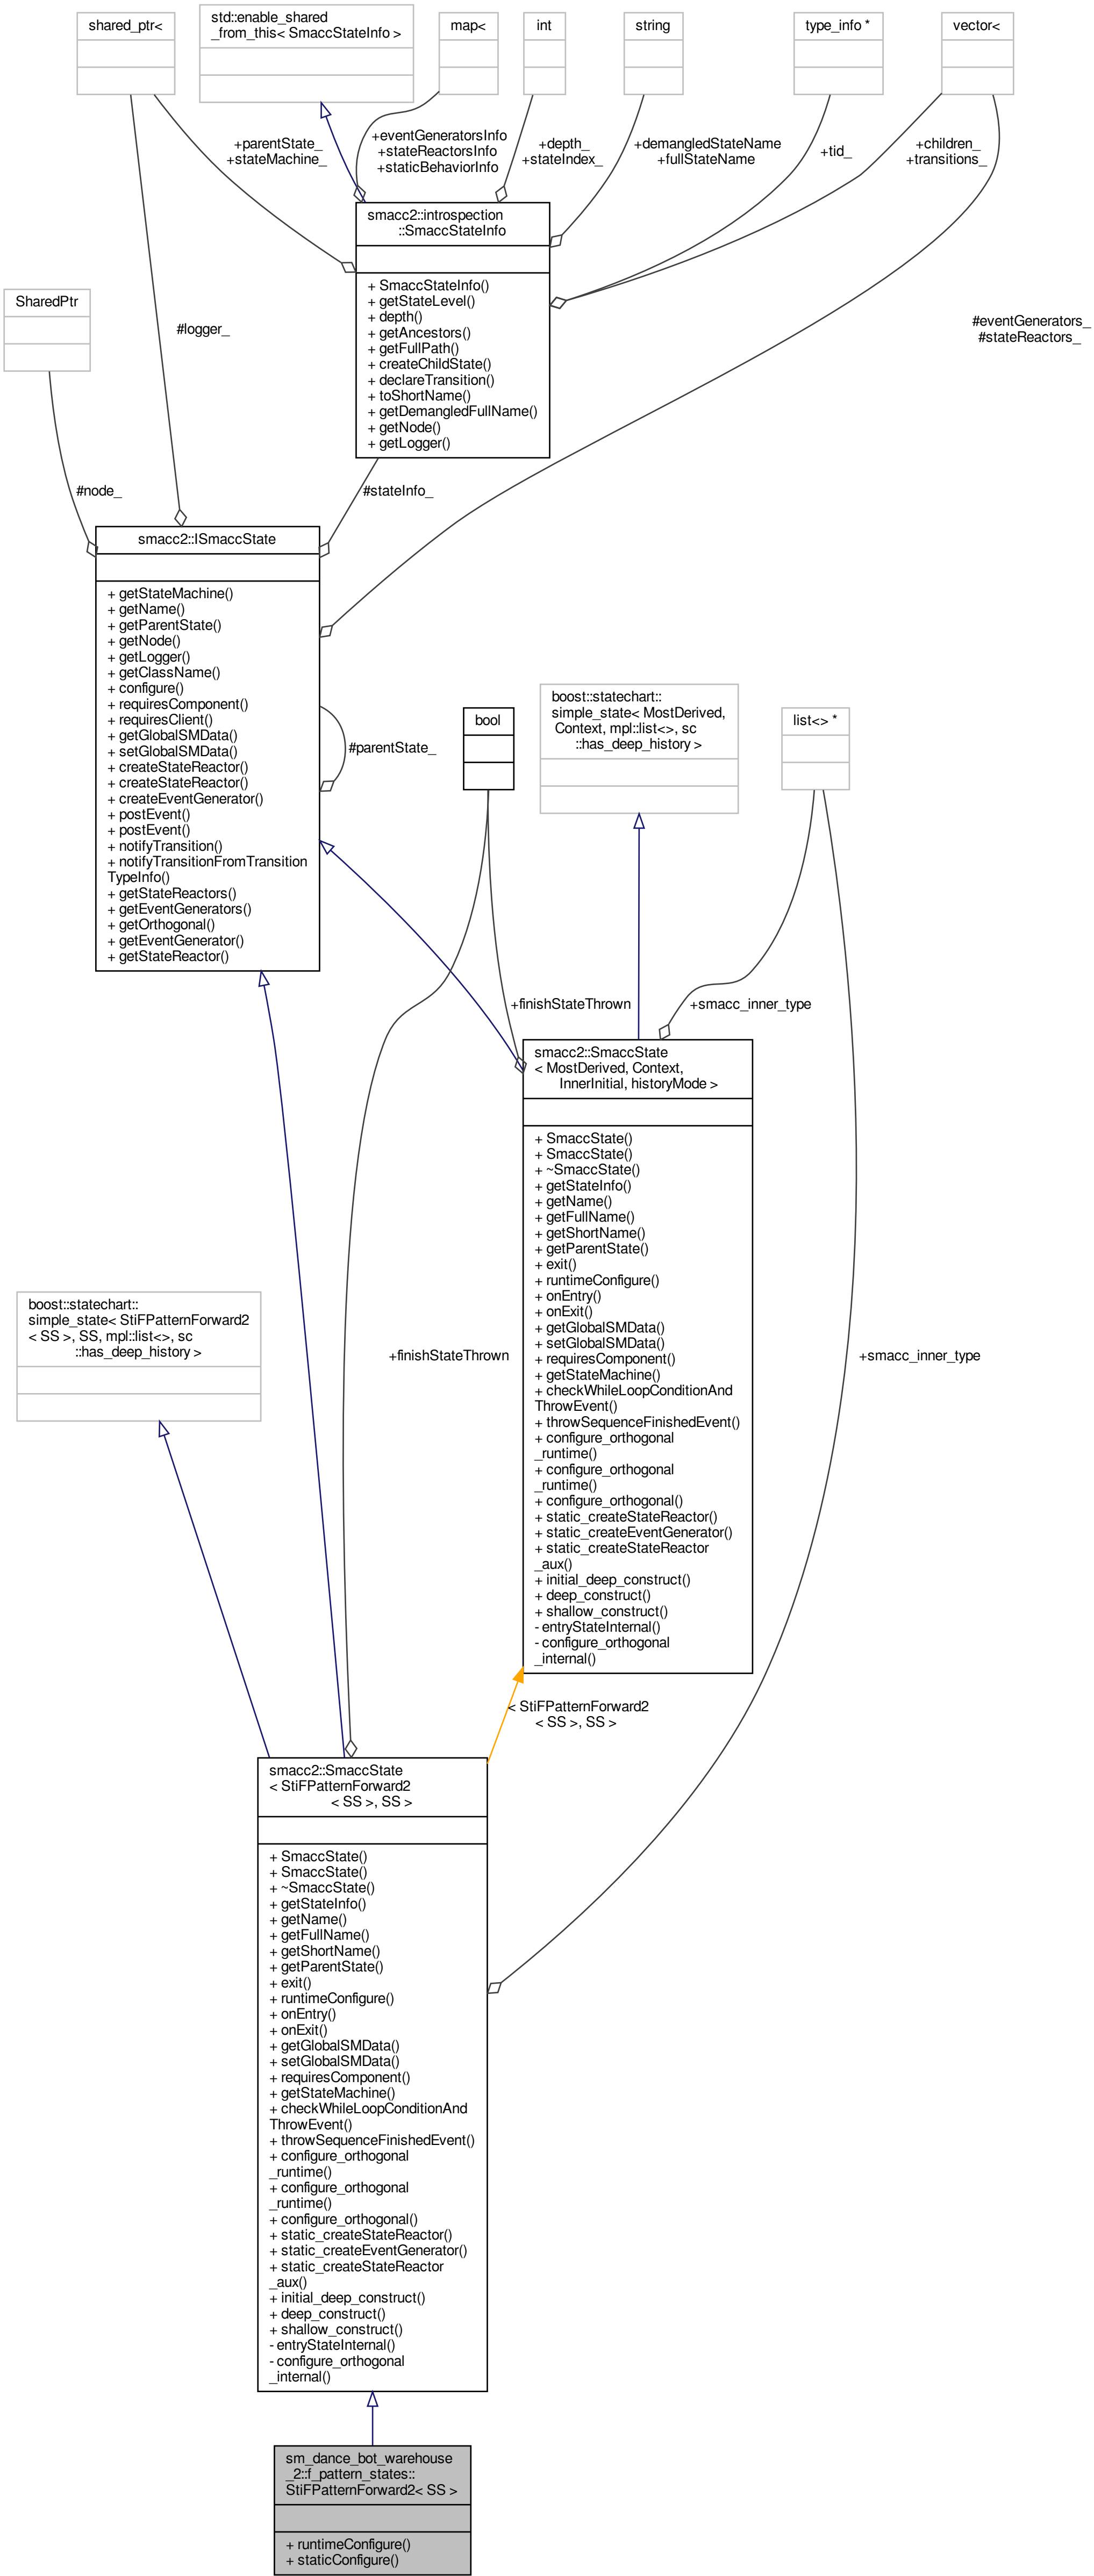 shared_ptr<
std::enable_shared
_from_this< SmaccStateInfo >
map<
int
string
type_info *
vector<
+parentState_
+stateMachine_
+eventGeneratorsInfo
+stateReactorsInfo
+staticBehaviorInfo
+depth_
+stateIndex_
+demangledStateName
+fullStateName
+tid_
+children_
+transitions_
smacc2::introspection
::SmaccStateInfo
+ SmaccStateInfo()
+ getStateLevel()
+ depth()
+ getAncestors()
+ getFullPath()
+ createChildState()
+ declareTransition()
+ toShortName()
+ getDemangledFullName()
+ getNode()
+ getLogger()
SharedPtr
#logger_
#eventGenerators_
#stateReactors_
#node_
#stateInfo_
smacc2::ISmaccState
+ getStateMachine()
+ getName()
+ getParentState()
+ getNode()
+ getLogger()
+ getClassName()
+ configure()
+ requiresComponent()
+ requiresClient()
+ getGlobalSMData()
+ setGlobalSMData()
+ createStateReactor()
+ createStateReactor()
+ createEventGenerator()
+ postEvent()
+ postEvent()
+ notifyTransition()
+ notifyTransitionFromTransition
TypeInfo()
+ getStateReactors()
+ getEventGenerators()
+ getOrthogonal()
+ getEventGenerator()
+ getStateReactor()
#parentState_
bool
boost::statechart::
simple_state< MostDerived,
Context, mpl::list<>, sc
::has_deep_history >
list<> *
+finishStateThrown
+smacc_inner_type
smacc2::SmaccState
< MostDerived, Context,
InnerInitial, historyMode >
+ SmaccState()
+ SmaccState()
+ ~SmaccState()
+ getStateInfo()
+ getName()
+ getFullName()
+ getShortName()
+ getParentState()
+ exit()
+ runtimeConfigure()
+ onEntry()
+ onExit()
+ getGlobalSMData()
+ setGlobalSMData()
+ requiresComponent()
+ getStateMachine()
+ checkWhileLoopConditionAnd
ThrowEvent()
+ throwSequenceFinishedEvent()
+ configure_orthogonal
_runtime()
+ configure_orthogonal
_runtime()
+ configure_orthogonal()
+ static_createStateReactor()
+ static_createEventGenerator()
+ static_createStateReactor
_aux()
+ initial_deep_construct()
+ deep_construct()
+ shallow_construct()
- entryStateInternal()
- configure_orthogonal
_internal()
boost::statechart::
simple_state< StiFPatternForward2
< SS >, SS, mpl::list<>, sc
::has_deep_history >
+finishStateThrown
+smacc_inner_type
< StiFPatternForward2
< SS >, SS >
smacc2::SmaccState
< StiFPatternForward2
< SS >, SS >
+ SmaccState()
+ SmaccState()
+ ~SmaccState()
+ getStateInfo()
+ getName()
+ getFullName()
+ getShortName()
+ getParentState()
+ exit()
+ runtimeConfigure()
+ onEntry()
+ onExit()
+ getGlobalSMData()
+ setGlobalSMData()
+ requiresComponent()
+ getStateMachine()
+ checkWhileLoopConditionAnd
ThrowEvent()
+ throwSequenceFinishedEvent()
+ configure_orthogonal
_runtime()
+ configure_orthogonal
_runtime()
+ configure_orthogonal()
+ static_createStateReactor()
+ static_createEventGenerator()
+ static_createStateReactor
_aux()
+ initial_deep_construct()
+ deep_construct()
+ shallow_construct()
- entryStateInternal()
- configure_orthogonal
_internal()
sm_dance_bot_warehouse
_2::f_pattern_states::
StiFPatternForward2< SS >
+ runtimeConfigure()
+ staticConfigure()